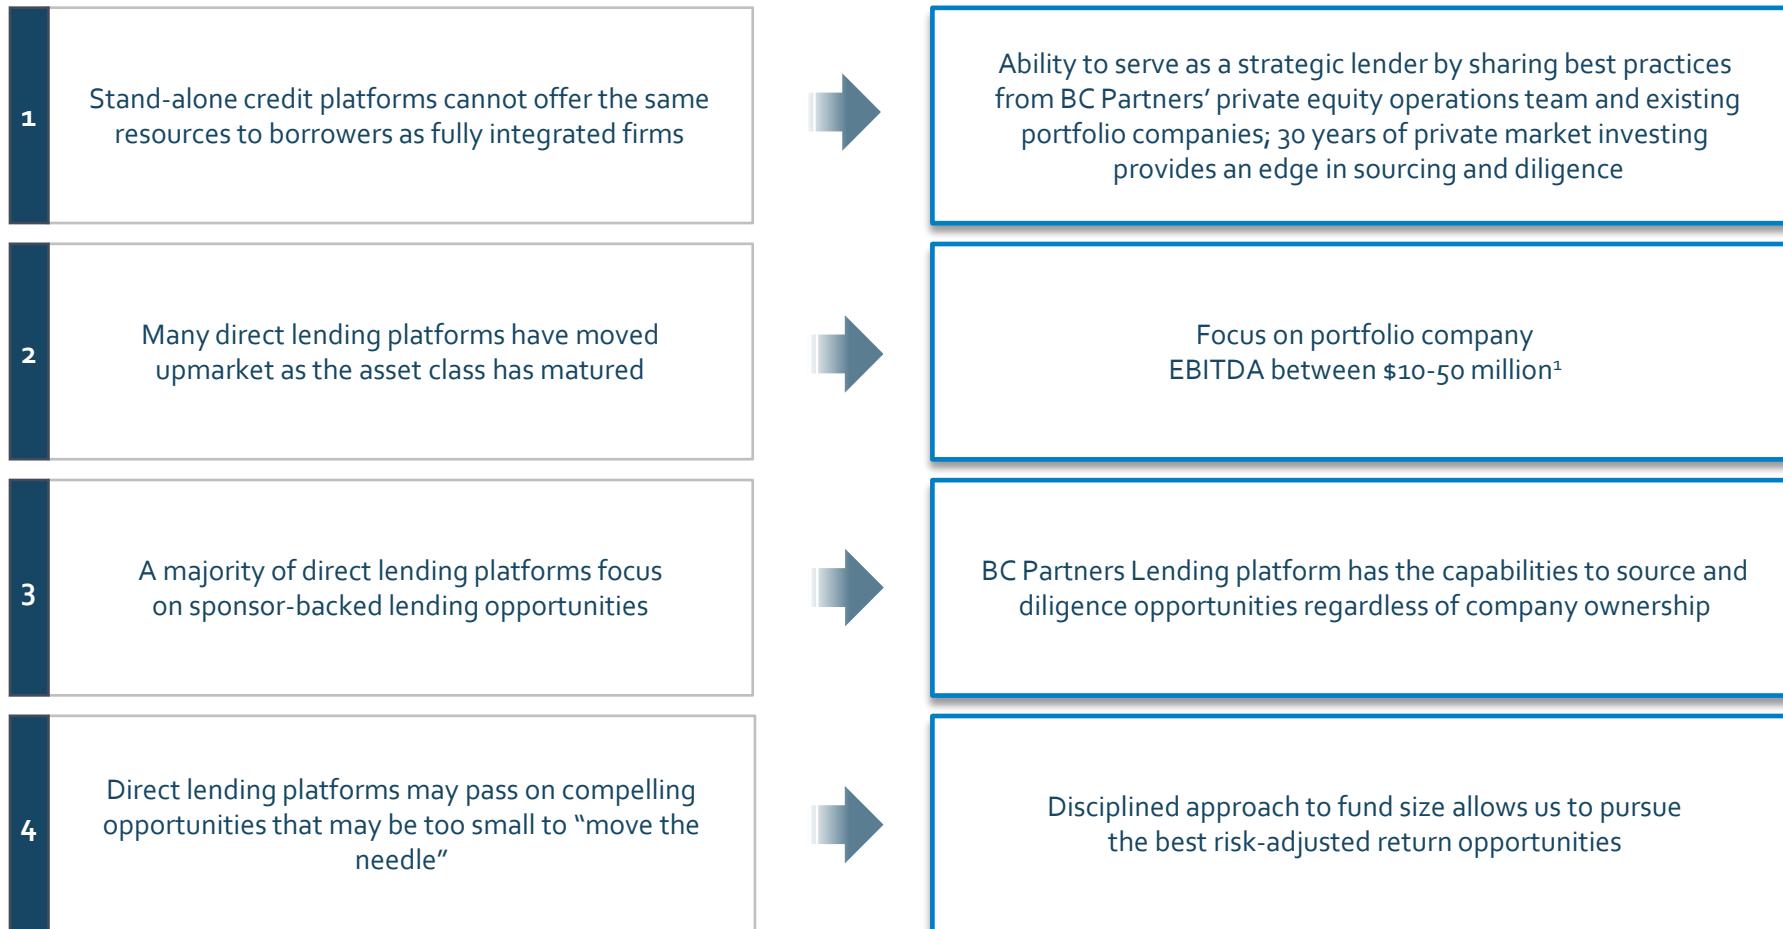 1
Stand-alone credit platforms cannot offer the same
resources to borrowers as fully integrated firms
Ability to serve as a strategic lender by sharing best practices
from BC Partners’ private equity operations team and existing
portfolio companies; 30 years of private market investing
provides an edge in sourcing and diligence
2
Many direct lending platforms have moved
upmarket as the asset class has matured
Focus on portfolio company
EBITDA between $10-50 million¹
3
A majority of direct lending platforms focus
on sponsor-backed lending opportunities
BC Partners Lending platform has the capabilities to source and
diligence opportunities regardless of company ownership
4
Direct lending platforms may pass on compelling
opportunities that may be too small to “move the
needle”
Disciplined approach to fund size allows us to pursue
the best risk-adjusted return opportunities